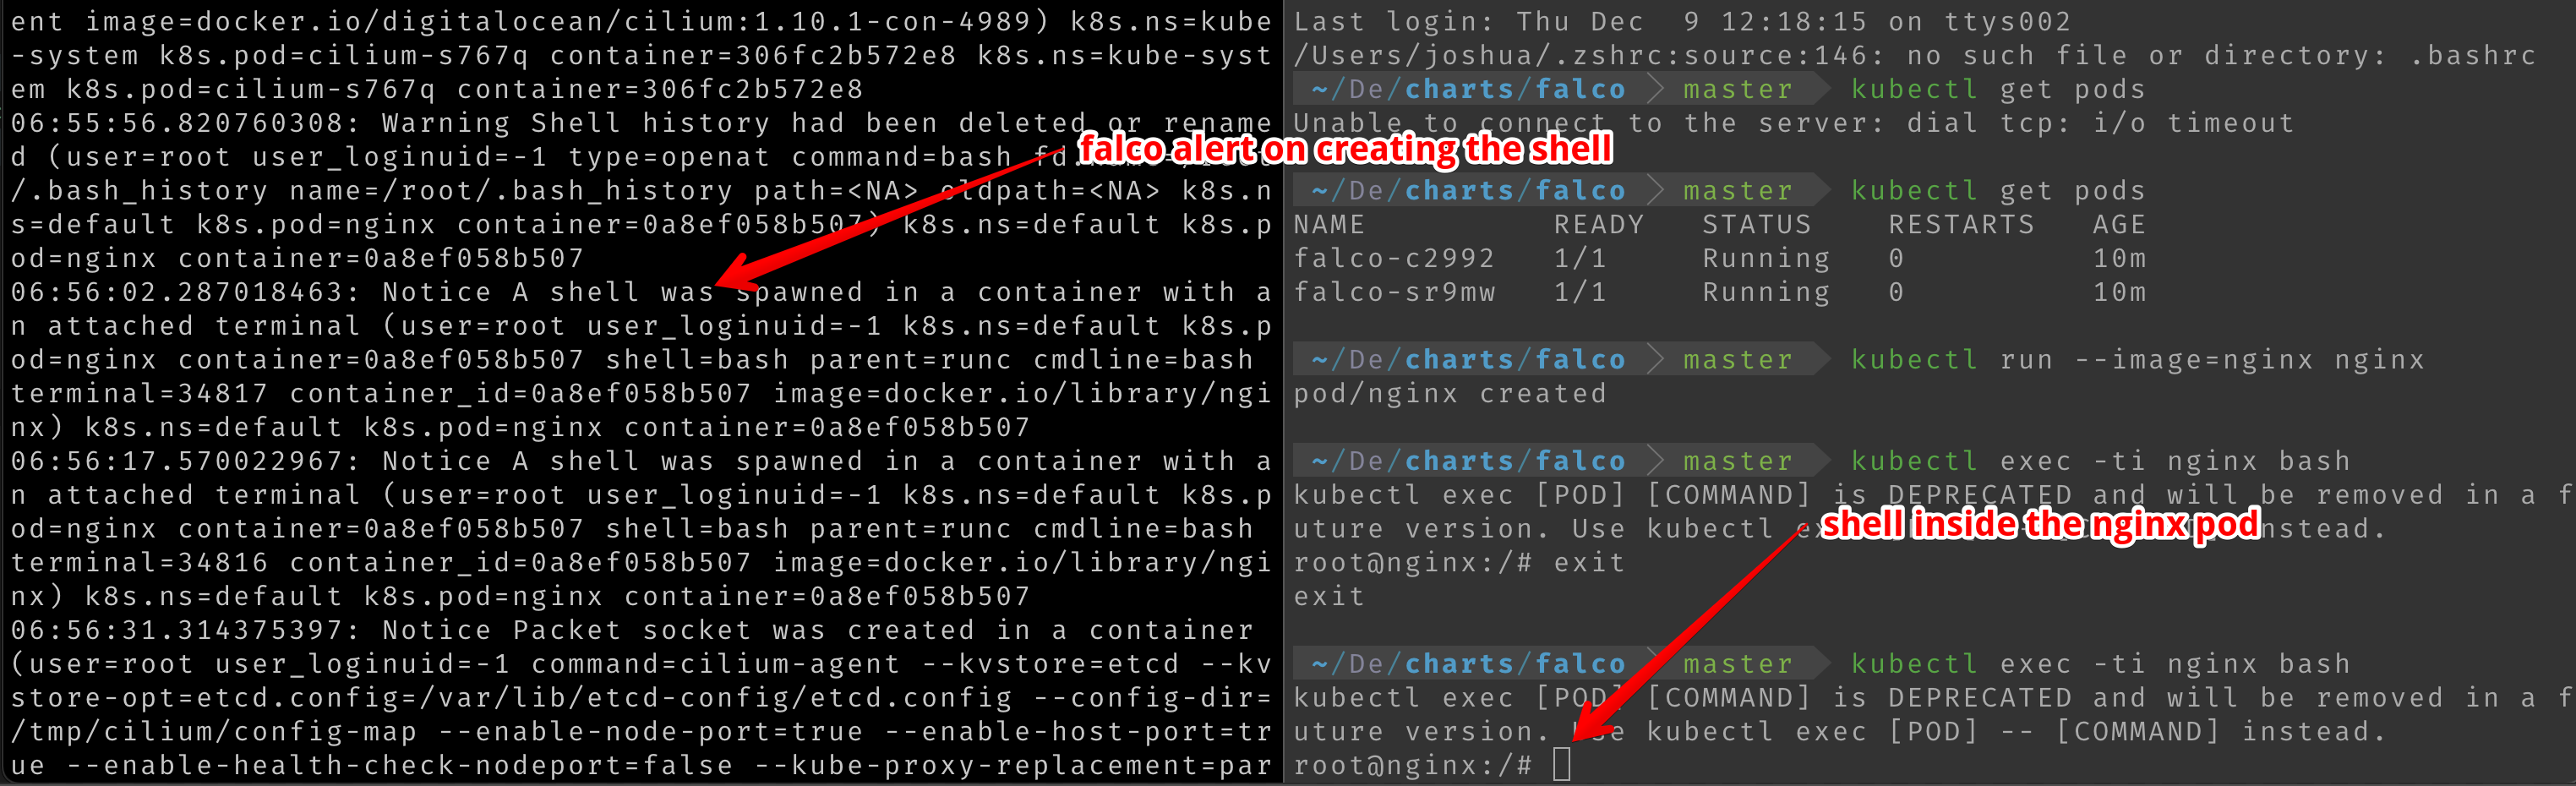 ent image=docker.io/digitalocean/cilium:1.10.1-con-4989) k8s.ns=kube
-system k8s.pod=cilium-s767q container=306fc2b572e8 k8s.ns=kube-syst
em k8s.pod=cilium-s767q container=306fc2b572e8
06:55:56.820760308: Warning Shell history had been deleted or rename
d (user=root user_loginuid=-1 type=openat command=bash
/.bash_history name=/root/.bash_history path=<NA> oldpath=<NA> k8s.n
s=default k8s.pod=nginx container=0a8ef058b507) k8s.ns=default k8s.p
od=nginx container=0a8ef058b507
06:56:02.287018463: Notice A shell was spawned in a container with a
n attached terminal (user=root user_loginuid=-1 k8s.ns=default k8s.p
od=nginx container=0a8ef058b507 shell=bash parent=runc cmdline=bash
terminal=34817 container_id=0a8ef058b507 image=docker.io/library/ngi
nx) k8s.ns=default k8s.pod=nginx container=0a8ef058b507
06:56:17.570022967: Notice A shell was spawned in a container with a
n attached terminal (user=root user_loginuid=-1 k8s.ns=default k8s.p
od=nginx container=0a8ef058b507 shell=bash parent=runc cmdline=bash
terminal=34816 container_id=0a8ef058b507 image=docker.io/library/ngi
nx) k8s.ns=default k8s.pod=nginx container=0a8ef058b507
06:56:31.314375397: Notice Packet socket was created in a container
(user=root user_loginuid=-1 command=cilium-agent --kvstore=etcd --kv
store-opt=etcd.config=/var/lib/etcd-config/etcd.config --config-dir=
/tmp/cilium/config-map --enable-node-port=true --enable-host-port=tr
ue --enable-health-check-nodeport=false --kube-proxy-replacement=par
falco alert on creating the shell
Last login: Thu Dec  9 12:18:15 on ttys002
/Users/joshua/.zshrc:source:146: no such file or directory: .bashrc
~/De/charts/falco master kubectl get pods
Unable to connect to the server: dial tcp: i/o timeout
~/De/charts/falco master kubectl get pods
NAME READY STATUS RESTARTS AGE
falco-c2992 1/1 Running 0 10m
falco-sr9mw 1/1 Running 0 10m
~/De/charts/falco master kubectl run --image=nginx nginx
pod/nginx created
~/De/charts/falco master kubectl exec -ti nginx bash
kubectl exec [POD] [COMMAND] is DEPRECATED and will be removed in a f
uture version. Use kubectl instead.
shell inside the nginx pod
root@nginx:/# exit
exit
~/De/charts/falco master kubectl exec -ti nginx bash
kubectl exec [POD] [COMMAND] is DEPRECATED and will be removed in a f
uture version. Use kubectl exec [POD] -- [COMMAND] instead.
root@nginx:/#